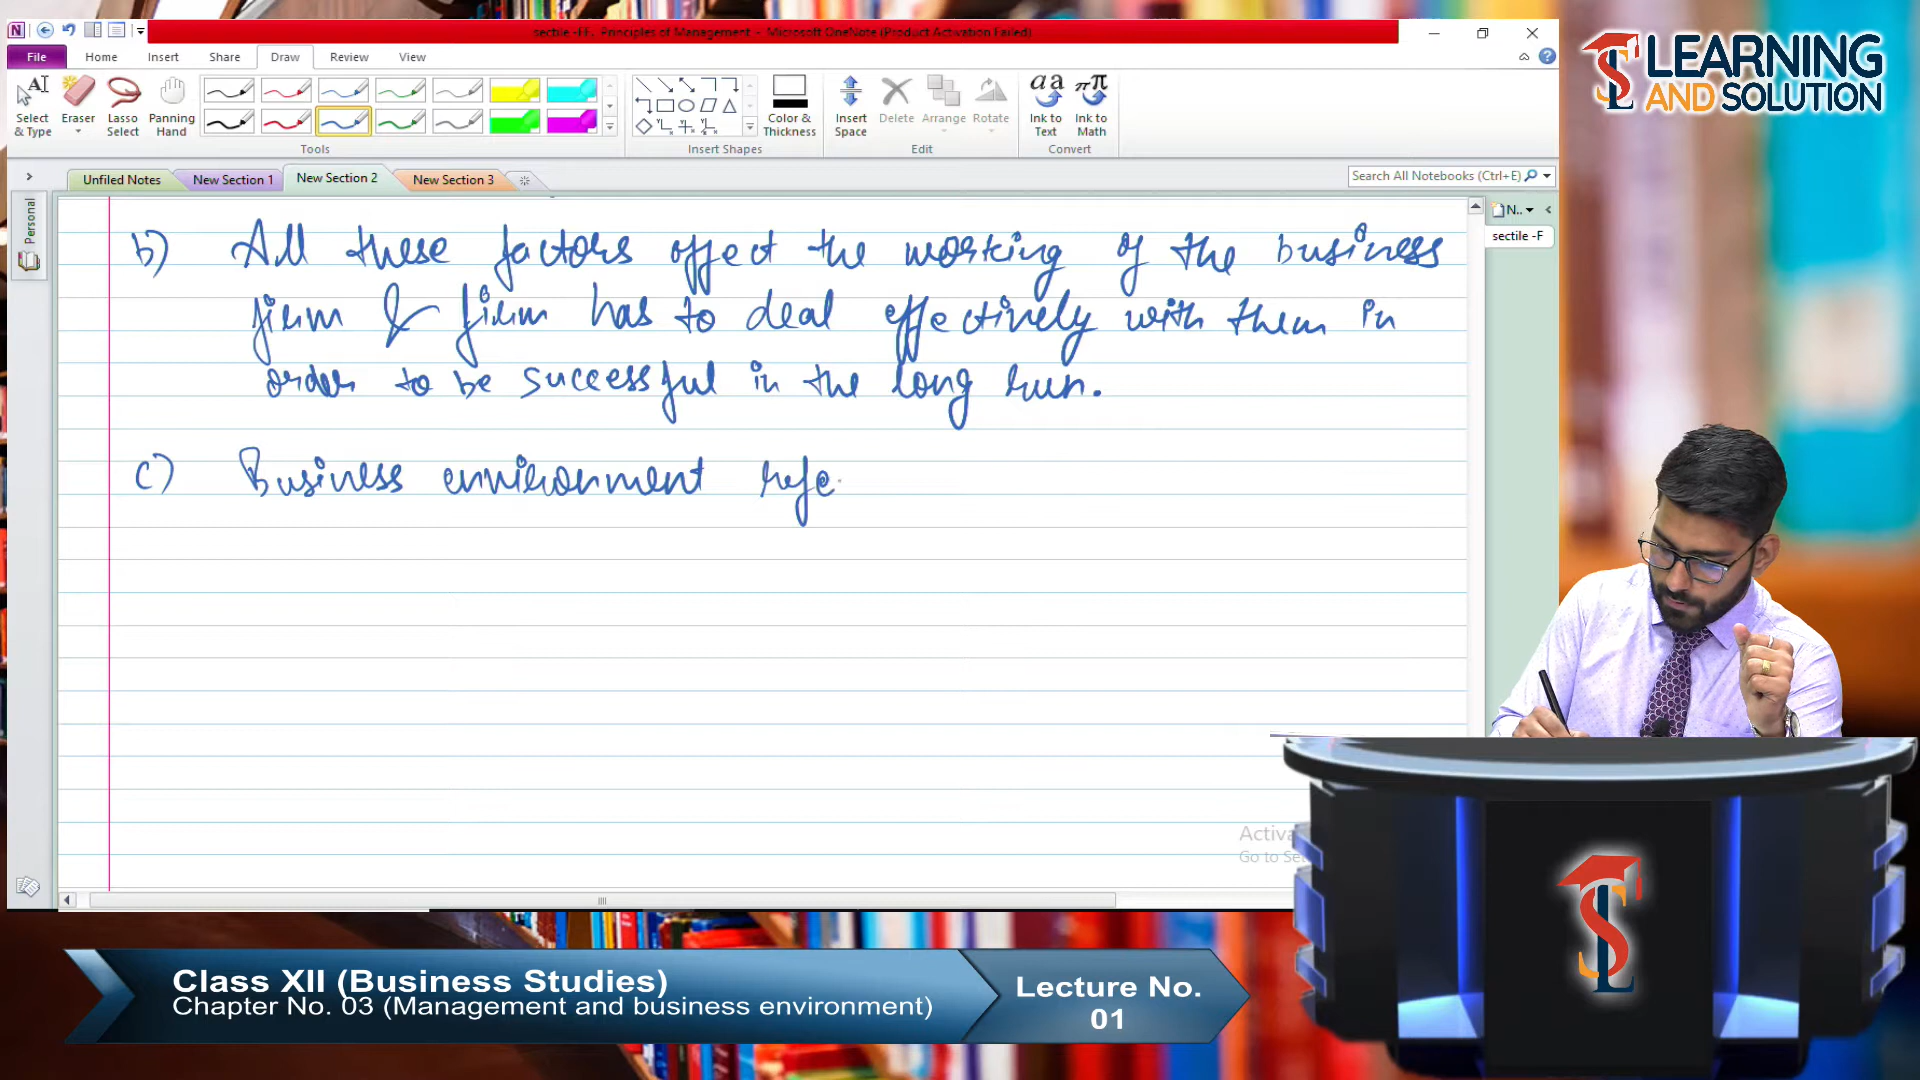 sectile -FF. Principles of Management - Microsoft OneNote (Product Activation Failed)
File Home Insert Share Draw Review View
Select & Type
Eraser
Lasso Select
Panning Hand
Color & Thickness
Insert Space
Delete
Arrange
Rotate
Ink to Text
Ink to Math
Tools
Insert Shapes
Edit
Convert
Unfiled Notes New Section 1 New Section 2 New Section 3
Search All Notebooks (Ctrl+E)
Personal
N..
sectile -F
b) All these factors affect the working of the business
firm & firm has to deal effectively with them in
order to be successful in the long run.
c) Business environment refe
Activa
Go to Se
LEARNING
AND SOLUTION
Class XII (Business Studies)
Chapter No. 03 (Management and business environment)
Lecture No.
01